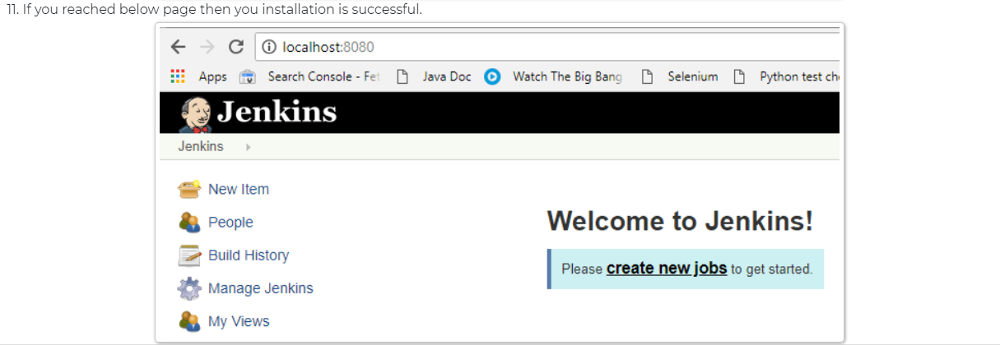 11. If you reached below page then you installation is successful.
localhost:8080
Apps Search Console - Fet Java Doc Watch The Big Bang Selenium Python test ch
Jenkins
Jenkins
New Item
People
Welcome to Jenkins!
Build History
Please create new jobs to get started.
Manage Jenkins
My Views